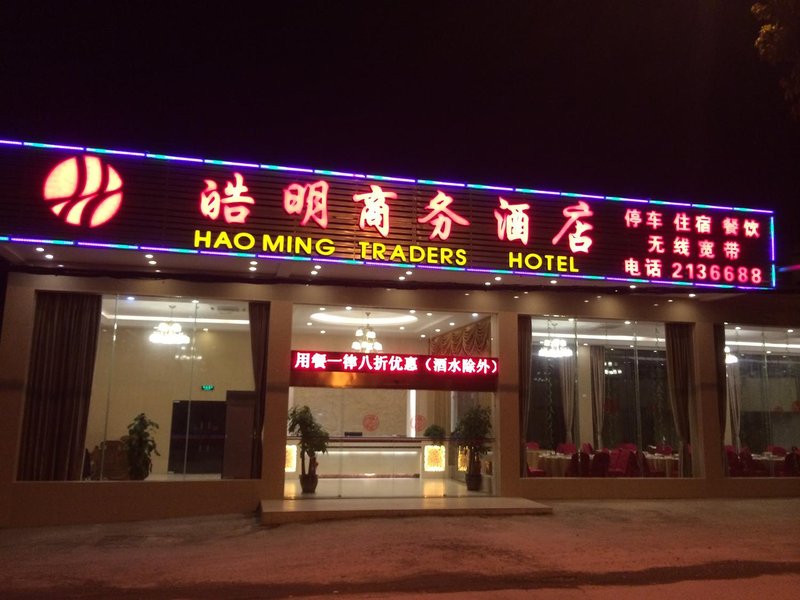 皓明商务酒店
HAO MING TRADERS HOTEL
停车 住宿 餐饮
无线宽带
电话 2136688
用餐一律八折优惠（酒水除外）